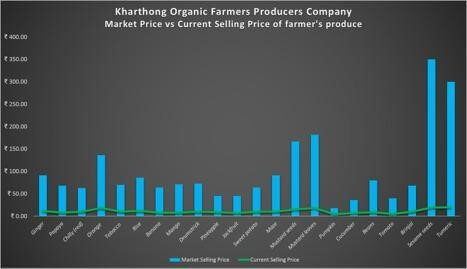 Kharthong Organic Farmers Producers Company
Market Price vs Current Selling Price of farmer's produce
₹ 400.00
₹ 350.00
₹ 300.00
₹ 250.00
₹ 200.00
₹ 150.00
₹ 100.00
₹ 50.00
₹ 0.00
Ginger
Papaya
Chilly (red)
Orange
Tobacco
Rice
Banana
Mango
Drumstick
Pineapple
Jackfruit
Sweet potato
Maize
Mustard seeds
Mustard leaves
Pumpkin
Cucumber
Beans
Tomato
Brinjal
Sesame seeds
Tumeric
Market Selling Price
Current Selling Price